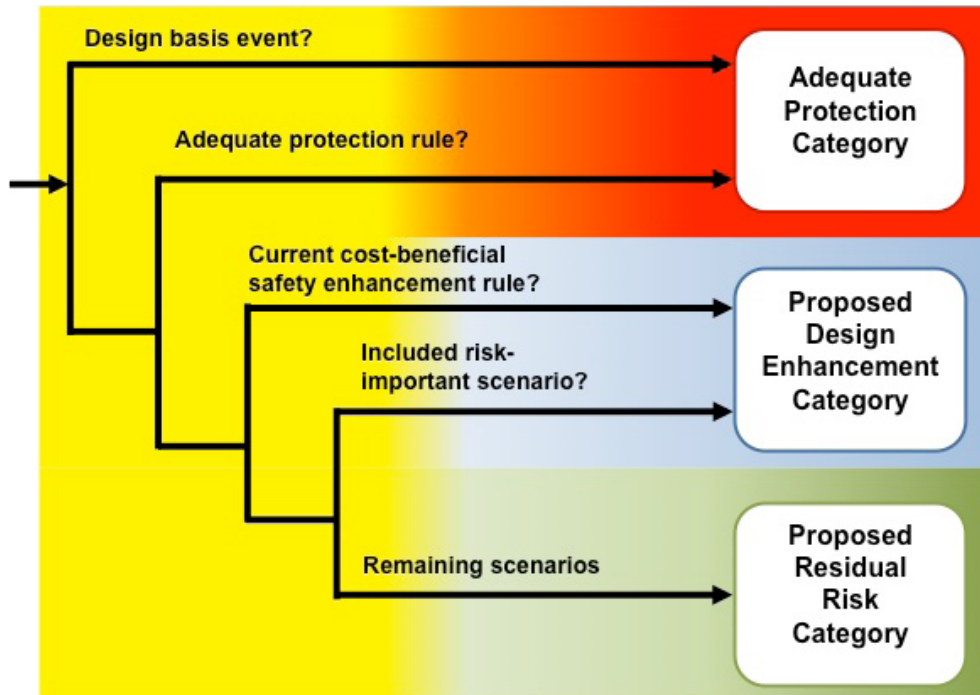 Design basis event?
Adequate
Protection
Category
Adequate protection rule?
Current cost-beneficial
safety enhancement rule?
Proposed
Design
Enhancement
Category
Included risk-
important scenario?
Proposed
Residual
Risk
Category
Remaining scenarios